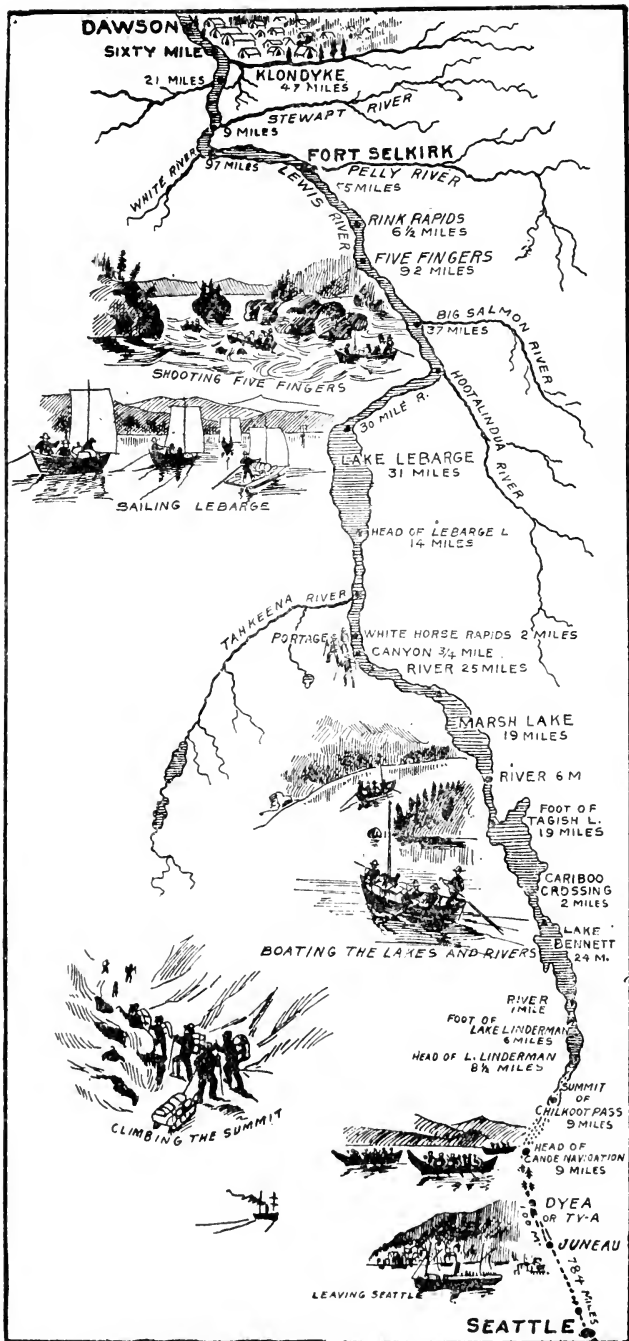 DAWSON
SIXTY MILE
21 MILES
KLONDYKE
47 MILES
STEWAPT RIVER
9 MILES
WHITE RIVER
97 MILES
FORT SELKIRK
PELLY RIVER
55 MILES
LEWIS RIVER
RINK RAPIDS
6½ MILES
FIVE FINGERS
92 MILES
BIG SALMON RIVER
37 MILES
SHOOTING FIVE FINGERS
HOOTALINDUA RIVER
30 MILE R.
LAKE LEBARGE
31 MILES
SAILING LEBARGE
HEAD OF LEBARGE L
14 MILES
TAHKEENA RIVER
PORTAGE
WHITE HORSE RAPIDS 2 MILES
CANYON ¾ MILE
RIVER 25 MILES
MARSH LAKE
19 MILES
RIVER 6 M
FOOT OF
TAGISH L.
19 MILES
CARIBOO
CROSSING
2 MILES
LAKE
BENNETT
24 M.
BOATING THE LAKES AND RIVERS
RIVER
1 MILE
FOOT OF
LAKE LINDERMAN
6 MILES
HEAD OF L. LINDERMAN
8½ MILES
SUMMIT
OF
CHILKOOT PASS
9 MILES
CLIMBING THE SUMMIT
HEAD OF
CANOE NAVIGATION
9 MILES
DYEA
OR TY-A
100 M.
JUNEAU
784 MILES
LEAVING SEATTLE
SEATTLE